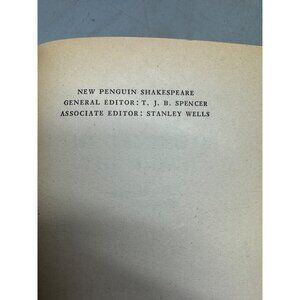 NEW PENGUIN SHAKESPEARE
GENERAL EDITOR: T. J. B. SPENCER
ASSOCIATE EDITOR: STANLEY WELLS